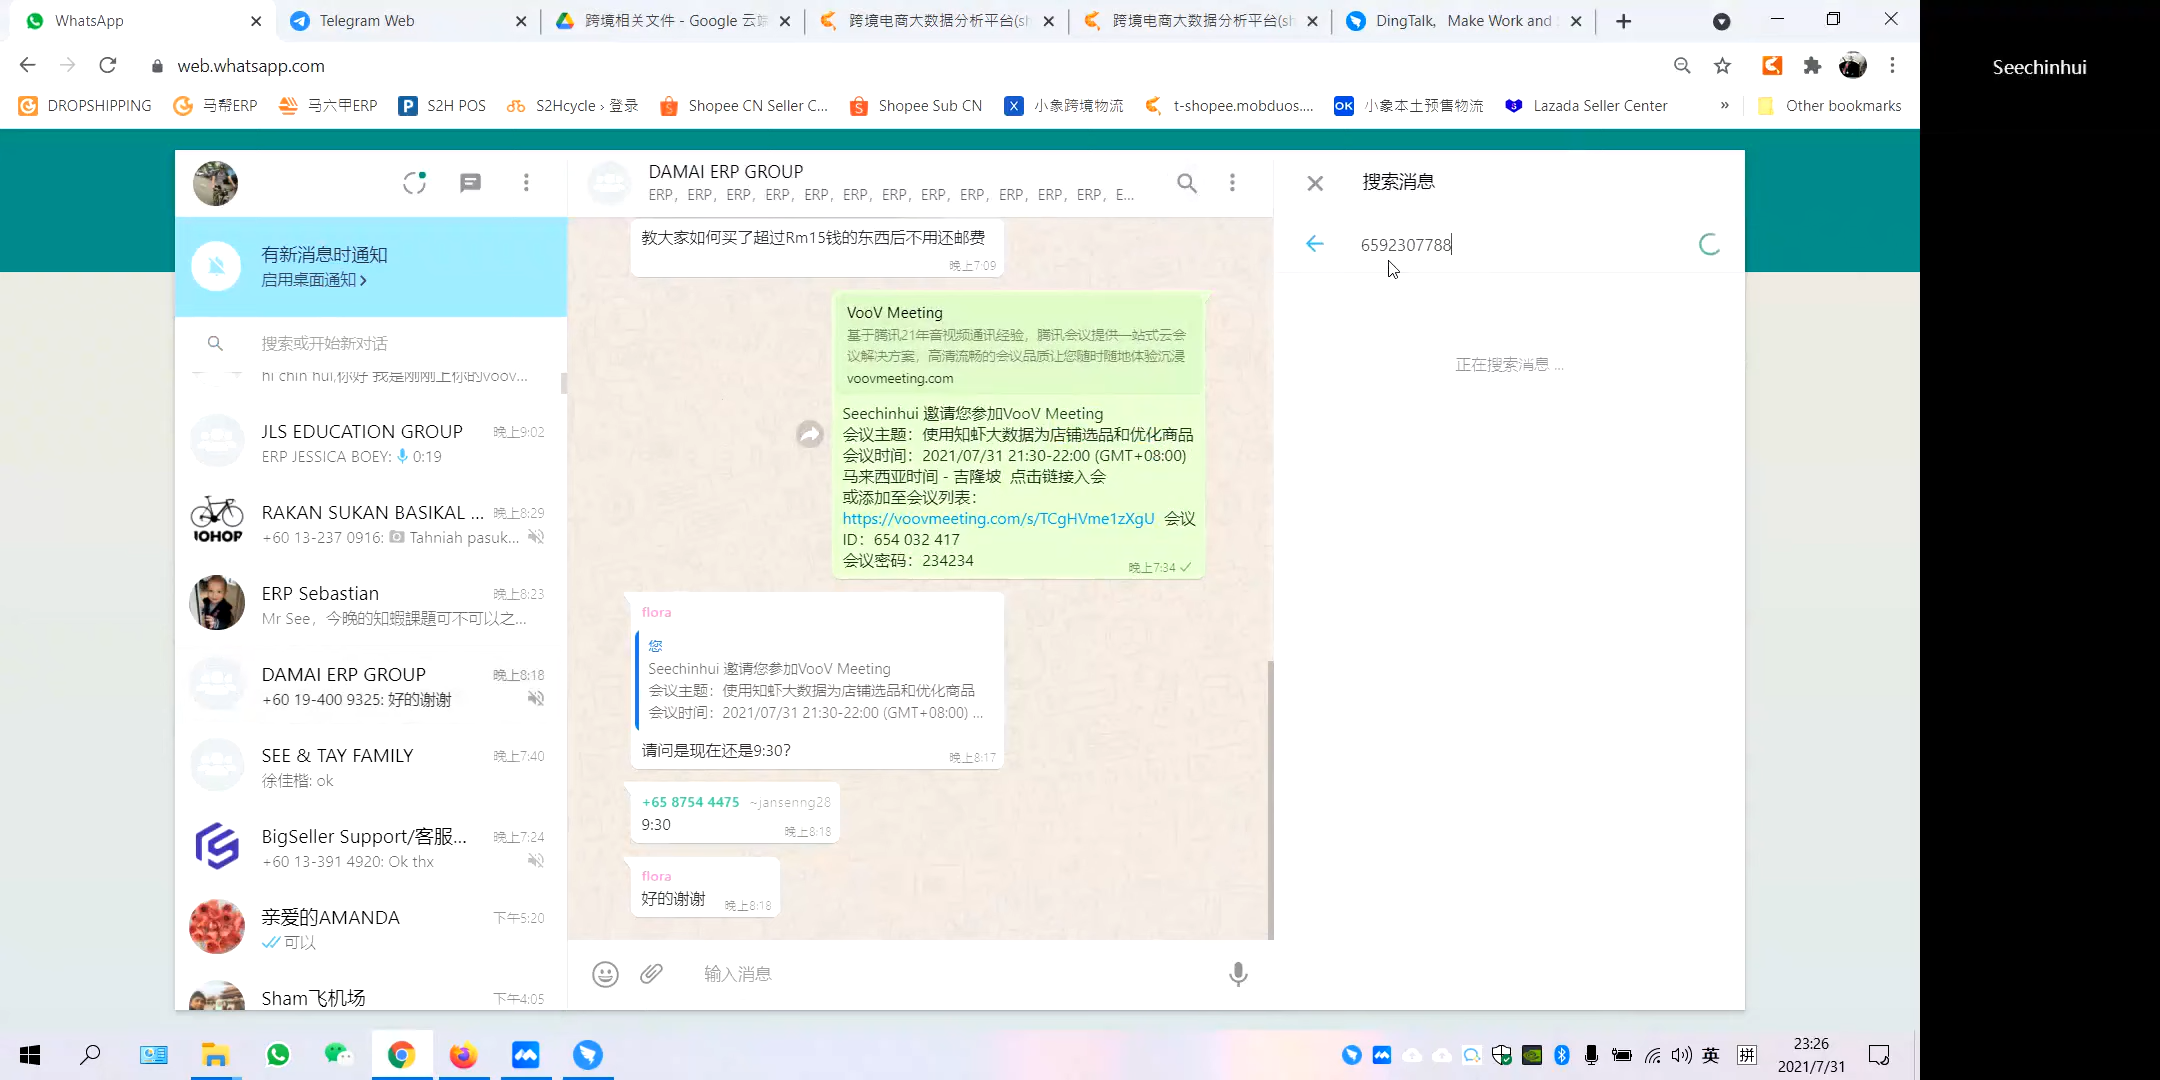 WhatsApp
Telegram Web
跨境相关文件 - Google 云端
跨境电商大数据分析平台(sh
跨境电商大数据分析平台(sh
DingTalk, Make Work and
Seechinhui
web.whatsapp.com
DROPSHIPPING
马帮ERP
马六甲ERP
S2H POS
S2Hcycle › 登录
Shopee CN Seller C...
Shopee Sub CN
小象跨境物流
t-shopee.mobduos....
OK
小象本土预售物流
Lazada Seller Center
»
Other bookmarks
有新消息时通知
启用桌面通知
搜索或开始新对话
hi chin hui,你好 我是刚刚上你的voov...
JLS EDUCATION GROUP 晚上9:02
ERP JESSICA BOEY: 0:19
IOHOP
RAKAN SUKAN BASIKAL ... 晚上8:29
+60 13-237 0916: Tahniah pasuk...
ERP Sebastian 晚上8:23
Mr See，今晚的知蝦課題可不可以之...
DAMAI ERP GROUP 晚上8:18
+60 19-400 9325: 好的谢谢
SEE & TAY FAMILY 晚上7:40
徐佳楷: ok
BigSeller Support/客服... 晚上7:24
+60 13-391 4920: Ok thx
亲爱的AMANDA 下午5:20
可以
Sham飞机场 下午4:05
DAMAI ERP GROUP
ERP，ERP，ERP，ERP，ERP，ERP，ERP，ERP，ERP，ERP，ERP，ERP，E...
教大家如何买了超过Rm15钱的东西后不用还邮费
晚上7:09
VooV Meeting
基于腾讯21年音视频通讯经验，腾讯会议提供一站式云会
议解决方案，高清流畅的会议品质让您随时随地体验沉浸
voovmeeting.com
Seechinhui 邀请您参加VooV Meeting
会议主题：使用知虾大数据为店铺选品和优化商品
会议时间：2021/07/31 21:30-22:00 (GMT+08:00)
马来西亚时间 - 吉隆坡 点击链接入会
或添加至会议列表：
https://voovmeeting.com/s/TCgHVme1zXgU 会议
ID：654 032 417
会议密码：234234
晚上7:34
flora
您
Seechinhui 邀请您参加VooV Meeting
会议主题：使用知虾大数据为店铺选品和优化商品
会议时间：2021/07/31 21:30-22:00 (GMT+08:00) ...
请问是现在还是9:30?
晚上8:17
+65 8754 4475 ~jansenng28
9:30
晚上8:18
flora
好的谢谢
晚上8:18
输入消息
搜索消息
6592307788
正在搜索消息 ...
英
拼
23:26
2021/7/31